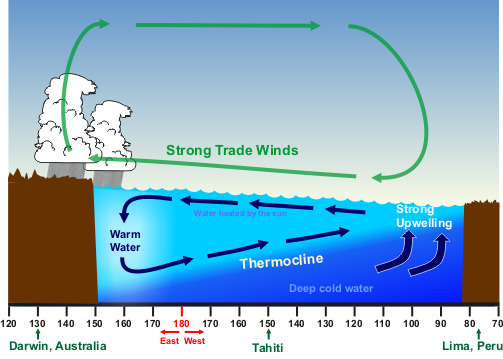 Strong Trade Winds
Strong
Upwelling
Water heated by the sun
Warm
Water
Thermocline
Deep cold water
120 130 140 150 160 170 180 170 160 150 140 130 120 110 100 90 80 70
East West
Darwin, Australia Tahiti Lima, Peru